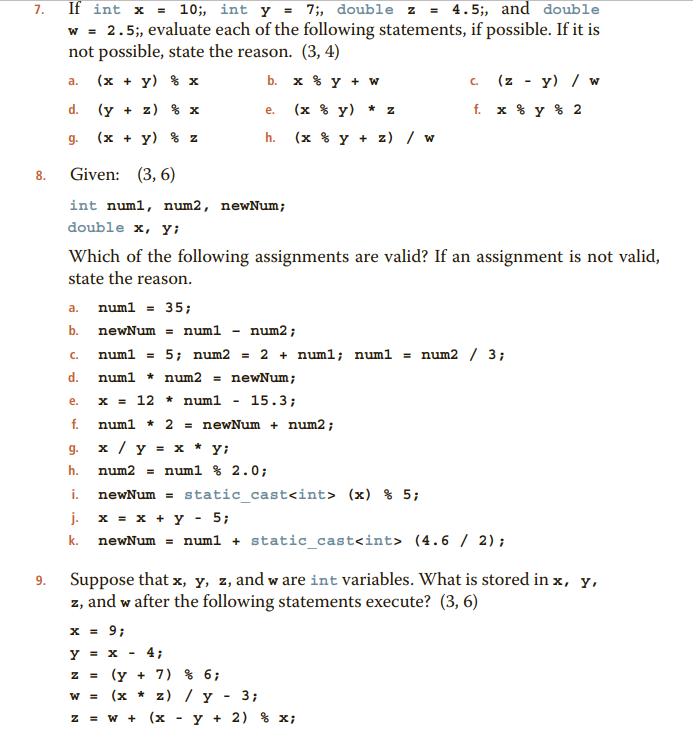 7. If int x = 10;, int y = 7;, double z = 4.5;, and double
w = 2.5;, evaluate each of the following statements, if possible. If it is
not possible, state the reason. (3, 4)
a. (x + y) % x b. x % y + w c. (z - y) / w
d. (y + z) % x e. (x % y) * z f. x % y % 2
g. (x + y) % z h. (x % y + z) / w
8. Given: (3, 6)
int num1, num2, newNum;
double x, y;
Which of the following assignments are valid? If an assignment is not valid,
state the reason.
a. num1 = 35;
b. newNum = num1 - num2;
c. num1 = 5; num2 = 2 + num1; num1 = num2 / 3;
d. num1 * num2 = newNum;
e. x = 12 * num1 - 15.3;
f. num1 * 2 = newNum + num2;
g. x / y = x * y;
h. num2 = num1 % 2.0;
i. newNum = static_cast<int> (x) % 5;
j. x = x + y - 5;
k. newNum = num1 + static_cast<int> (4.6 / 2);
9. Suppose that x, y, z, and w are int variables. What is stored in x, y,
z, and w after the following statements execute? (3, 6)
x = 9;
y = x - 4;
z = (y + 7) % 6;
w = (x * z) / y - 3;
z = w + (x - y + 2) % x;